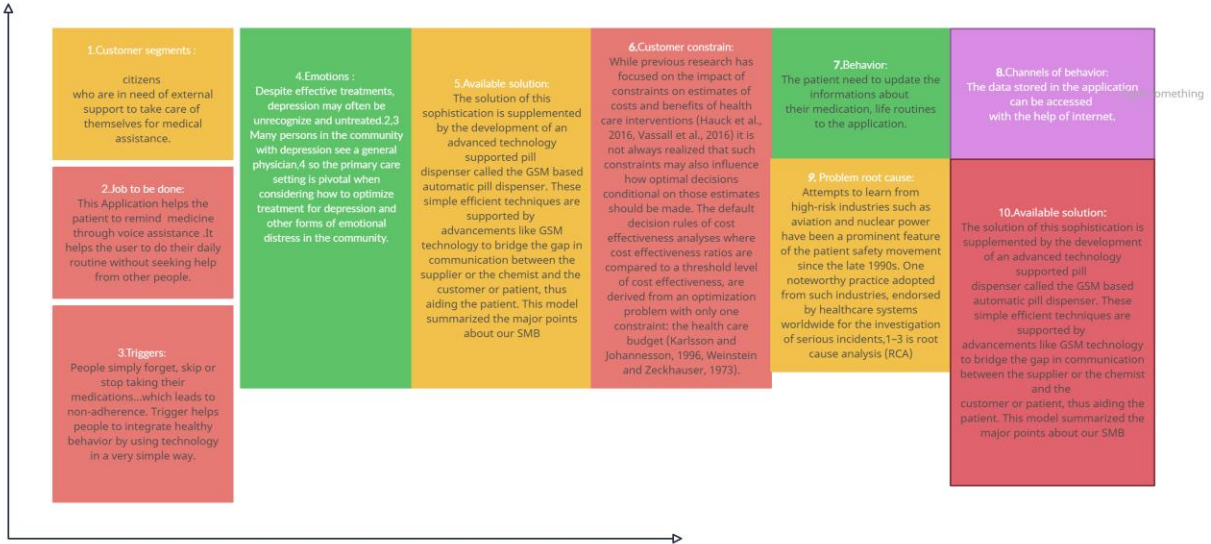 1.Customer segments :
citizens
who are in need of external
support to take care of
themselves for medical
assistance.
2.Job to be done:
This Application helps the
patient to remind medicine
through voice assistance .It
helps the user to do their daily
routine without seeking help
from other people.
3.Triggers:
People simply forget, skip or
stop taking their
medications...which leads to
non-adherence. Trigger helps
people to integrate healthy
behavior by using technology
in a very simple way.
4.Emotions :
Despite effective treatments,
depression may often be
unrecognize and untreated.2,3
Many persons in the community
with depression see a general
physician,4 so the primary care
setting is pivotal when
considering how to optimize
treatment for depression and
other forms of emotional
distress in the community.
5.Available solution:
The solution of this
sophistication is supplemented
by the development of an
advanced technology
supported pill
dispenser called the GSM based
automatic pill dispenser. These
simple efficient techniques are
supported by
advancements like GSM
technology to bridge the gap in
communication between the
supplier or the chemist and the
customer or patient, thus
aiding the patient. This model
summarized the major points
about our SMB
6.Customer constrain:
While previous research has
focused on the impact of
constraints on estimates of
costs and benefits of health
care interventions (Hauck et al.,
2016, Vassall et al., 2016) it is
not always realized that such
constraints may also influence
how optimal decisions
conditional on those estimates
should be made. The default
decision rules of cost
effectiveness analyses where
cost effectiveness ratios are
compared to a threshold level
of cost effectiveness, are
derived from an optimization
problem with only one
constraint: the health care
budget (Karlsson and
Johannesson, 1996, Weinstein
and Zeckhauser, 1973).
7.Behavior:
The patient need to update the
informations about
their medication, life routines
to the application.
8.Channels of behavior:
The data stored in the application
can be accessed
with the help of internet.
something
9. Problem root cause:
Attempts to learn from
high-risk industries such as
aviation and nuclear power
have been a prominent feature
of the patient safety movement
since the late 1990s. One
noteworthy practice adopted
from such industries, endorsed
by healthcare systems
worldwide for the investigation
of serious incidents,1–3 is root
cause analysis (RCA)
10.Available solution:
The solution of this sophistication is
supplemented by the development
of an advanced technology
supported pill
dispenser called the GSM based
automatic pill dispenser. These
simple efficient techniques are
supported by
advancements like GSM technology
to bridge the gap in communication
between the supplier or the chemist
and the
customer or patient, thus aiding the
patient. This model summarized the
major points about our SMB